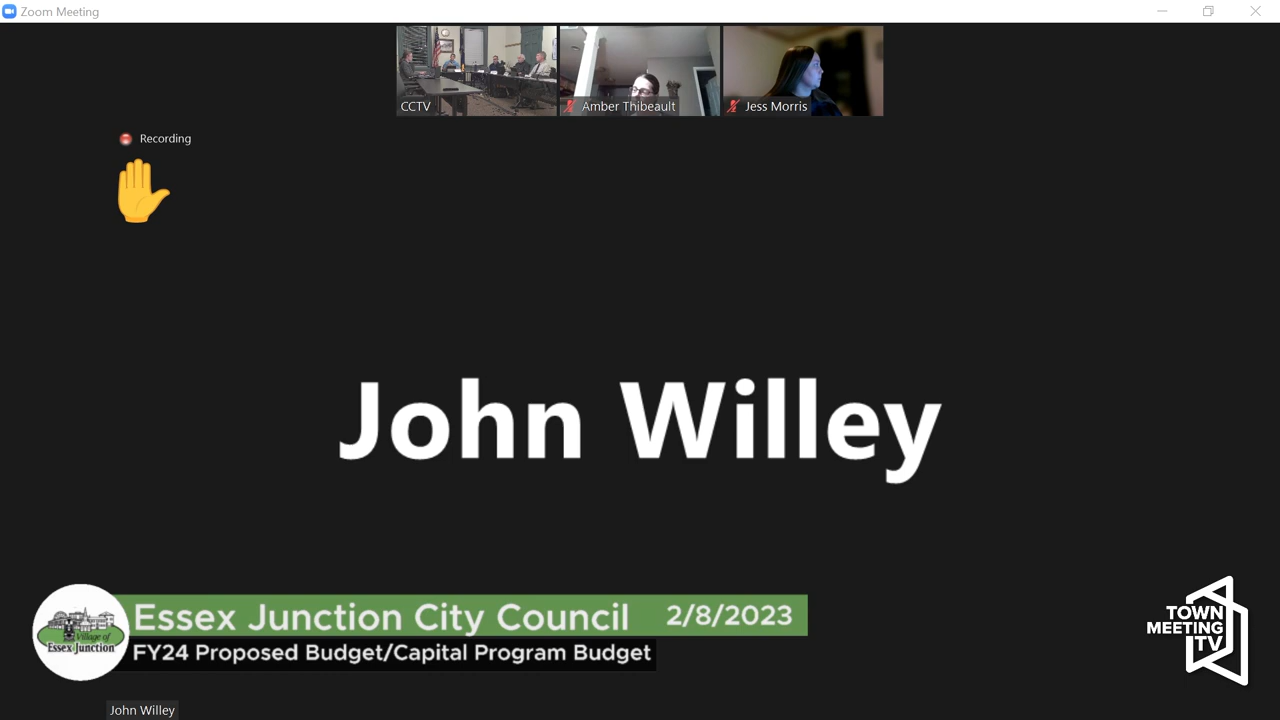 Zoom Meeting
CCTV
Amber Thibeault
Jess Morris
Recording
John Willey
Essex Junction City Council 2/8/2023
FY24 Proposed Budget/Capital Program Budget
Village of
Essex Junction
TOWN
MEETING
TV
John Willey